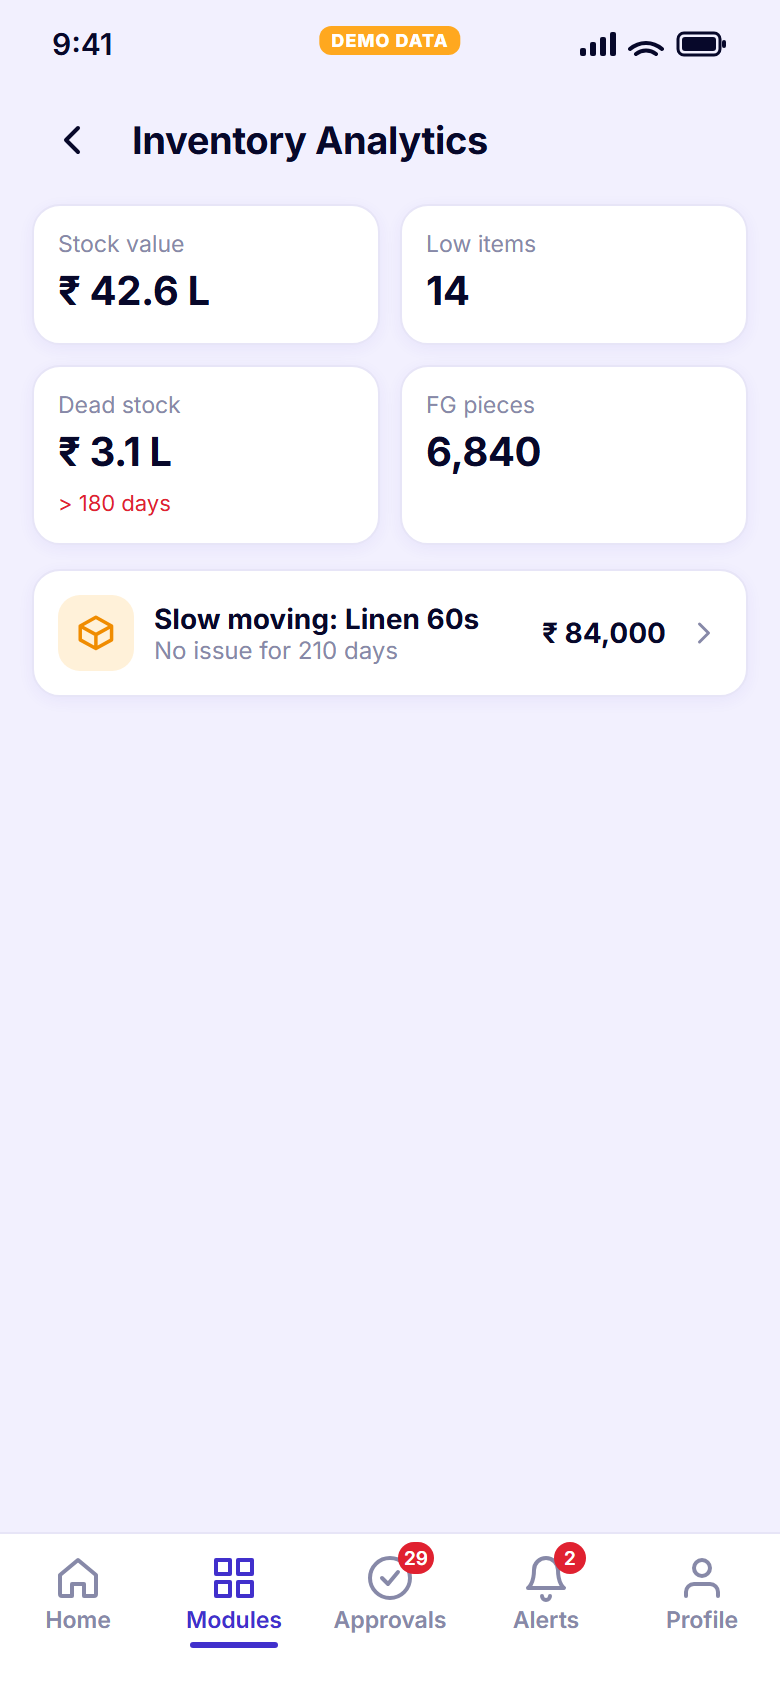 9:41
DEMO DATA
Inventory Analytics
Stock value
₹ 42.6 L
Low items
14
Dead stock
₹ 3.1 L
> 180 days
FG pieces
6,840
Slow moving: Linen 60s
No issue for 210 days
₹ 84,000
Home
Modules
29
Approvals
2
Alerts
Profile